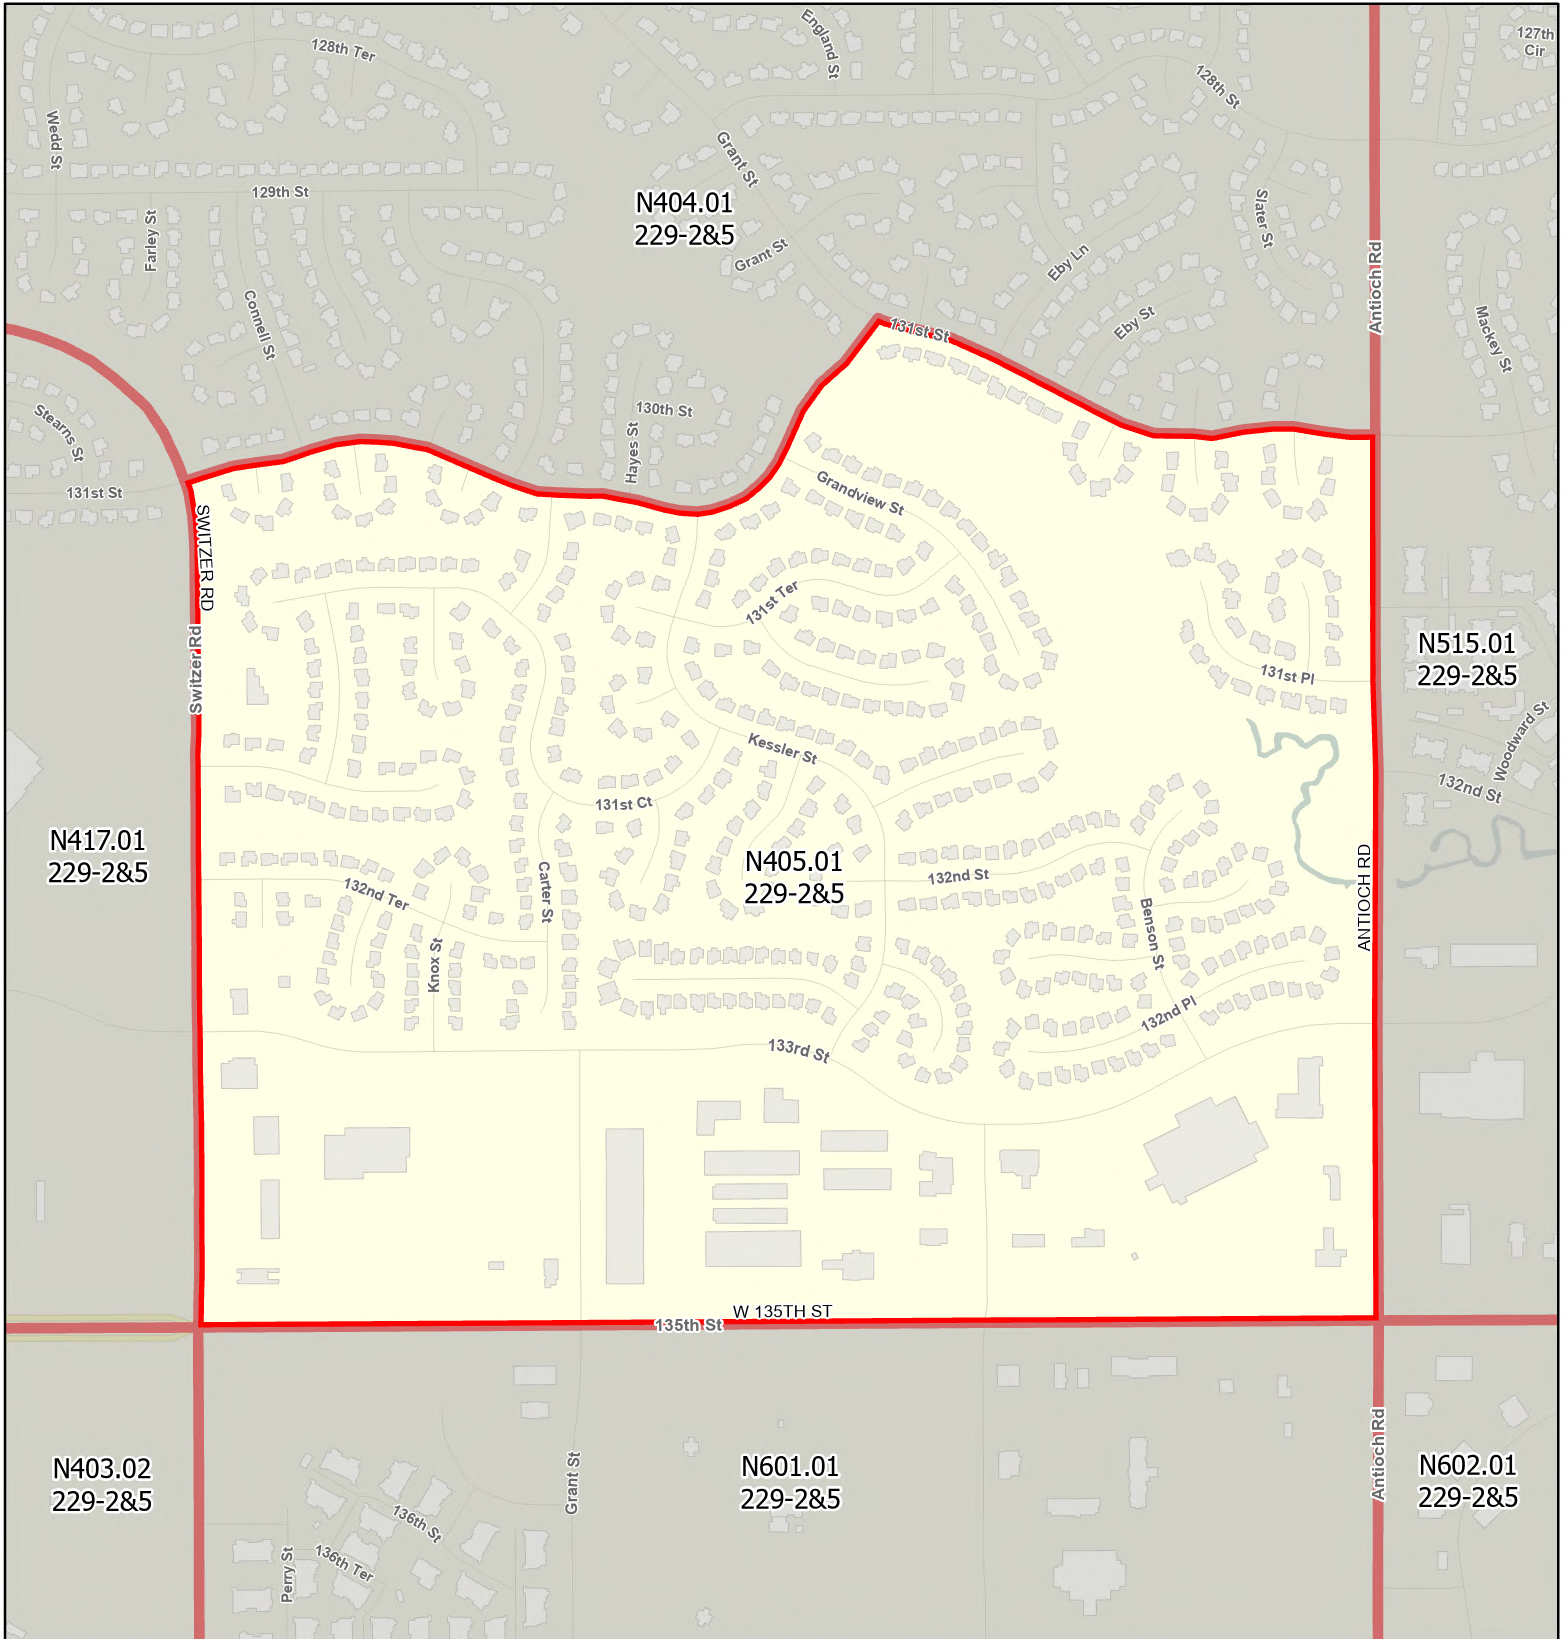 England St
127th
Cir
128th Ter
128th St
Wedd St
Grant St
129th St
N404.01
229-2&5
Slater St
Farley St
Grant St
Eby Ln
Antioch Rd
Connell St
Eby St
131st St
Mackey St
Stearns St
130th St
Hayes St
131st St
Grandview St
SWITZER RD
131st Ter
Switzer Rd
N515.01
229-2&5
131st Pl
Kessler St
Woodward St
132nd St
131st Ct
N417.01
229-2&5
N405.01
229-2&5
132nd St
ANTIOCH RD
132nd Ter
Carter St
Benson St
Knox St
132nd Pl
133rd St
W 135TH ST
135th St
N403.02
229-2&5
Grant St
N601.01
229-2&5
Antioch Rd
N602.01
229-2&5
136th St
136th Ter
Perry St